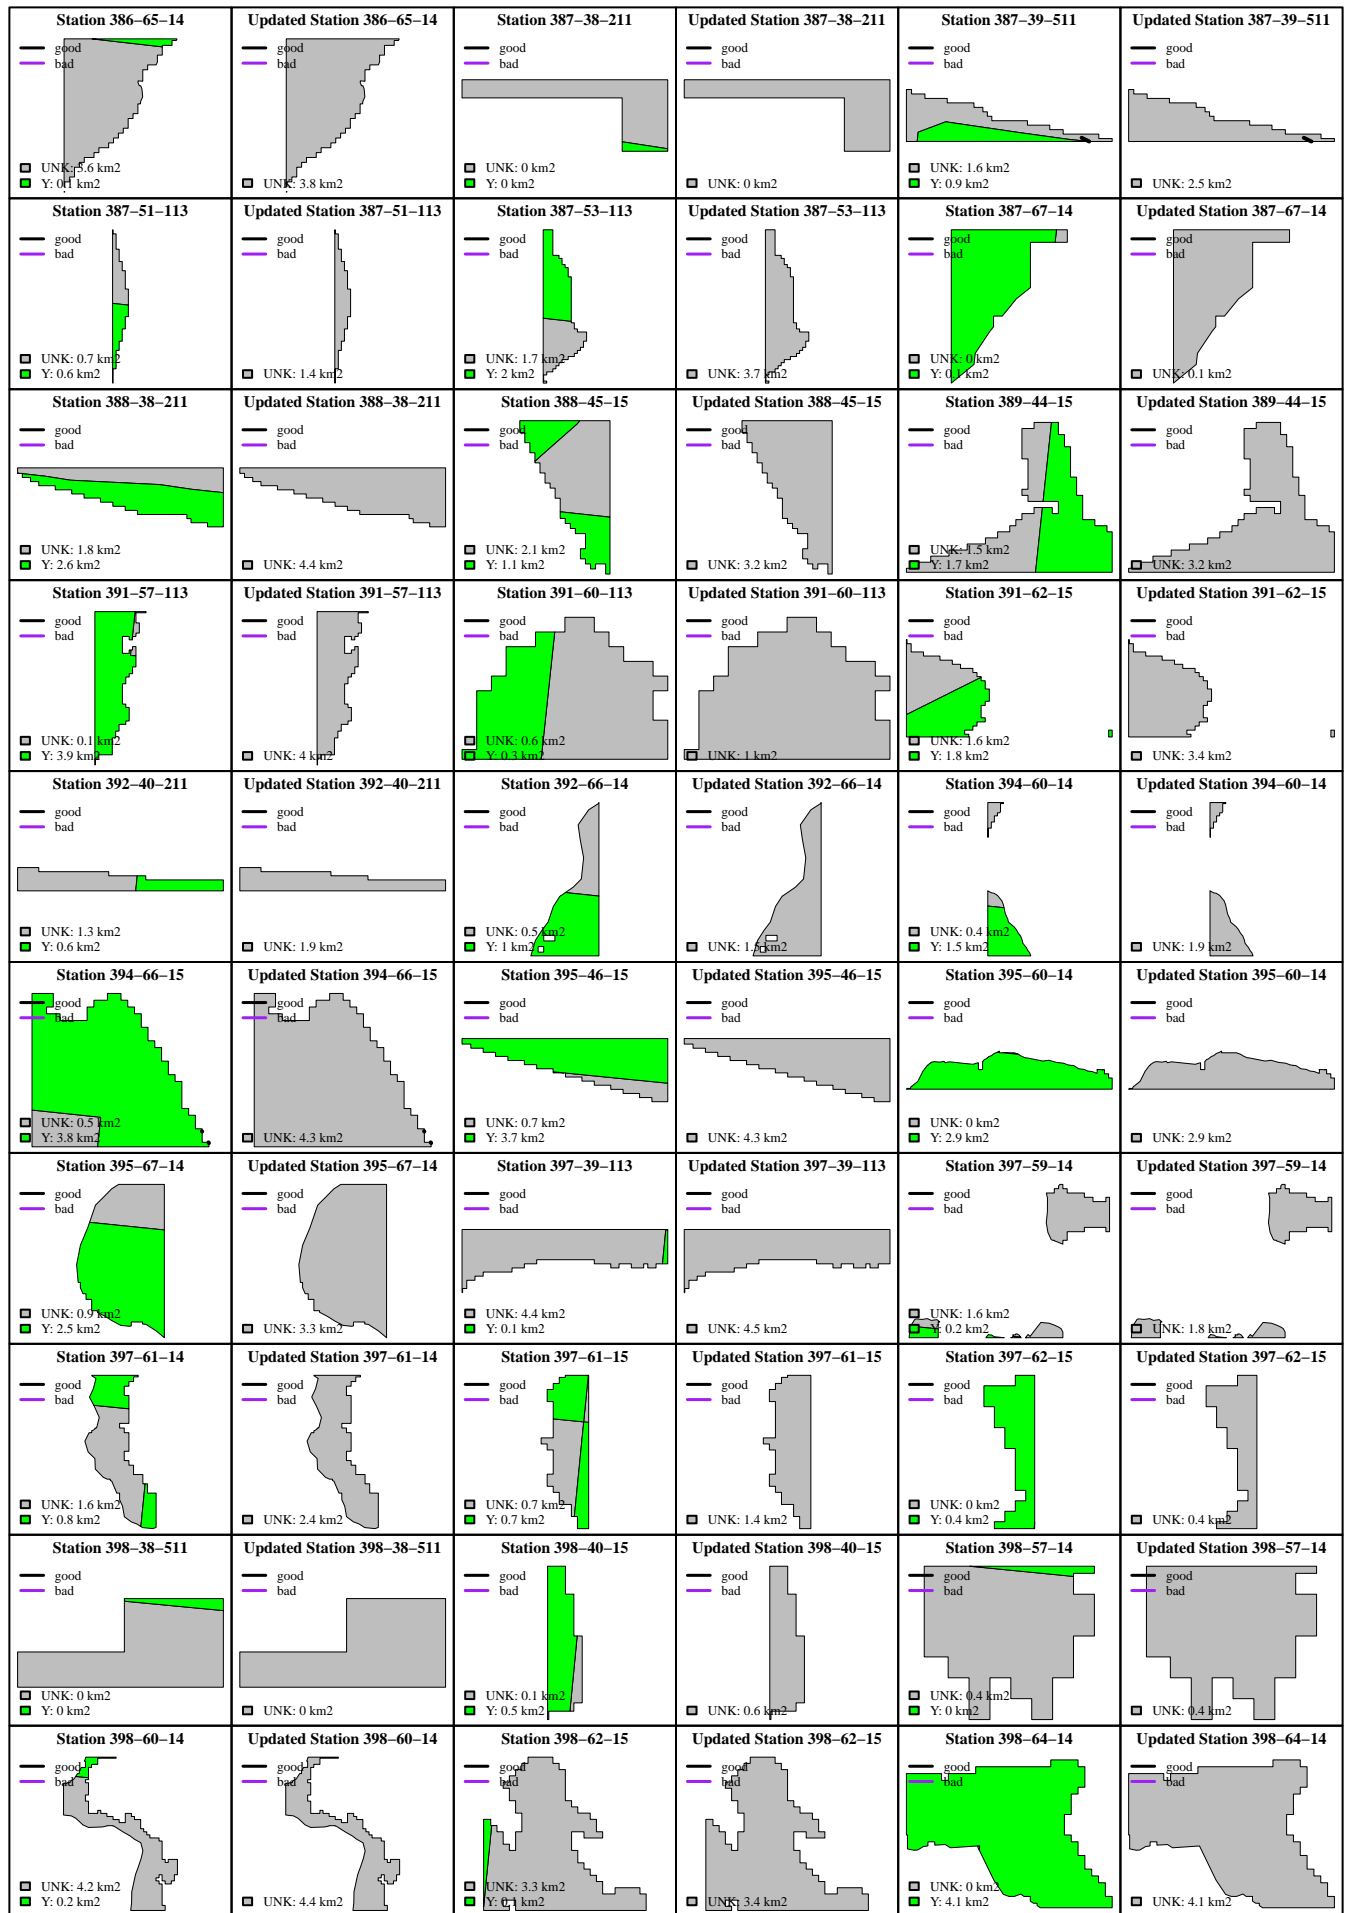 Station 386–65–14
good
bad
UNK: 3.6 km2
Y: 0.1 km2
Updated Station 386–65–14
good
bad
UNK: 3.8 km2
Station 387–38–211
good
bad
UNK: 0 km2
Y: 0 km2
Updated Station 387–38–211
good
bad
UNK: 0 km2
Station 387–39–511
good
bad
UNK: 1.6 km2
Y: 0.9 km2
Updated Station 387–39–511
good
bad
UNK: 2.5 km2
Station 387–51–113
good
bad
UNK: 0.7 km2
Y: 0.6 km2
Updated Station 387–51–113
good
bad
UNK: 1.4 km2
Station 387–53–113
good
bad
UNK: 1.7 km2
Y: 2 km2
Updated Station 387–53–113
good
bad
UNK: 3.7 km2
Station 387–67–14
good
bad
UNK: 0 km2
Y: 0.1 km2
Updated Station 387–67–14
good
bad
UNK: 0.1 km2
Station 388–38–211
good
bad
UNK: 1.8 km2
Y: 2.6 km2
Updated Station 388–38–211
good
bad
UNK: 4.4 km2
Station 388–45–15
good
bad
UNK: 2.1 km2
Y: 1.1 km2
Updated Station 388–45–15
good
bad
UNK: 3.2 km2
Station 389–44–15
good
bad
UNK: 1.5 km2
Y: 1.7 km2
Updated Station 389–44–15
good
bad
UNK: 3.2 km2
Station 391–57–113
good
bad
UNK: 0.1 km2
Y: 3.9 km2
Updated Station 391–57–113
good
bad
UNK: 4 km2
Station 391–60–113
good
bad
UNK: 0.6 km2
Y: 0.3 km2
Updated Station 391–60–113
good
bad
UNK: 1 km2
Station 391–62–15
good
bad
UNK: 1.6 km2
Y: 1.8 km2
Updated Station 391–62–15
good
bad
UNK: 3.4 km2
Station 392–40–211
good
bad
UNK: 1.3 km2
Y: 0.6 km2
Updated Station 392–40–211
good
bad
UNK: 1.9 km2
Station 392–66–14
good
bad
UNK: 0.5 km2
Y: 1 km2
Updated Station 392–66–14
good
bad
UNK: 1.5 km2
Station 394–60–14
good
bad
UNK: 0.4 km2
Y: 1.5 km2
Updated Station 394–60–14
good
bad
UNK: 1.9 km2
Station 394–66–15
good
bad
UNK: 0.5 km2
Y: 3.8 km2
Updated Station 394–66–15
good
bad
UNK: 4.3 km2
Station 395–46–15
good
bad
UNK: 0.7 km2
Y: 3.7 km2
Updated Station 395–46–15
good
bad
UNK: 4.3 km2
Station 395–60–14
good
bad
UNK: 0 km2
Y: 2.9 km2
Updated Station 395–60–14
good
bad
UNK: 2.9 km2
Station 395–67–14
good
bad
UNK: 0.9 km2
Y: 2.5 km2
Updated Station 395–67–14
good
bad
UNK: 3.3 km2
Station 397–39–113
good
bad
UNK: 4.4 km2
Y: 0.1 km2
Updated Station 397–39–113
good
bad
UNK: 4.5 km2
Station 397–59–14
good
bad
UNK: 1.6 km2
Y: 0.2 km2
Updated Station 397–59–14
good
bad
UNK: 1.8 km2
Station 397–61–14
good
bad
UNK: 1.6 km2
Y: 0.8 km2
Updated Station 397–61–14
good
bad
UNK: 2.4 km2
Station 397–61–15
good
bad
UNK: 0.7 km2
Y: 0.7 km2
Updated Station 397–61–15
good
bad
UNK: 1.4 km2
Station 397–62–15
good
bad
UNK: 0 km2
Y: 0.4 km2
Updated Station 397–62–15
good
bad
UNK: 0.4 km2
Station 398–38–511
good
bad
UNK: 0 km2
Y: 0 km2
Updated Station 398–38–511
good
bad
UNK: 0 km2
Station 398–40–15
good
bad
UNK: 0.1 km2
Y: 0.5 km2
Updated Station 398–40–15
good
bad
UNK: 0.6 km2
Station 398–57–14
good
bad
UNK: 0.4 km2
Y: 0 km2
Updated Station 398–57–14
good
bad
UNK: 0.4 km2
Station 398–60–14
good
bad
UNK: 4.2 km2
Y: 0.2 km2
Updated Station 398–60–14
good
bad
UNK: 4.4 km2
Station 398–62–15
good
bad
UNK: 3.3 km2
Y: 0.1 km2
Updated Station 398–62–15
good
bad
UNK: 3.4 km2
Station 398–64–14
good
bad
UNK: 0 km2
Y: 4.1 km2
Updated Station 398–64–14
good
bad
UNK: 4.1 km2